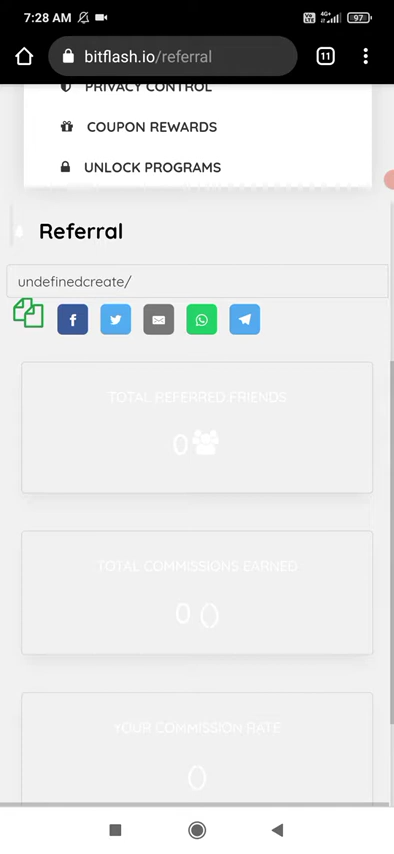 7:28 AM 4G+ 97
bitflash.io/referral 11
PRIVACY CONTROL
COUPON REWARDS
UNLOCK PROGRAMS
Referral
undefinedcreate/
TOTAL REFERRED FRIENDS
0
TOTAL COMMISSIONS EARNED
0 ()
YOUR COMMISSION RATE
()